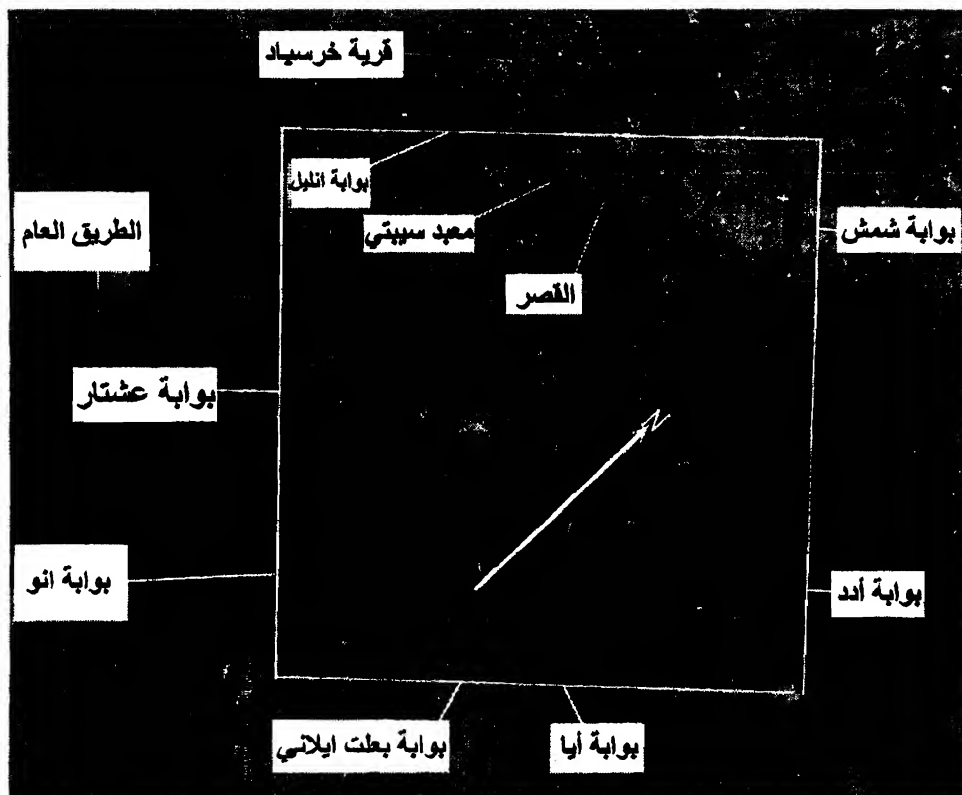 قرية خرسباد
بوابة انليل
معبد سيبتي
القصر
بوابة شمش
الطريق العام
بوابة عشتار
N
بوابة انو
بوابة أدد
بوابة بعلت ايلاني
بوابة أيا